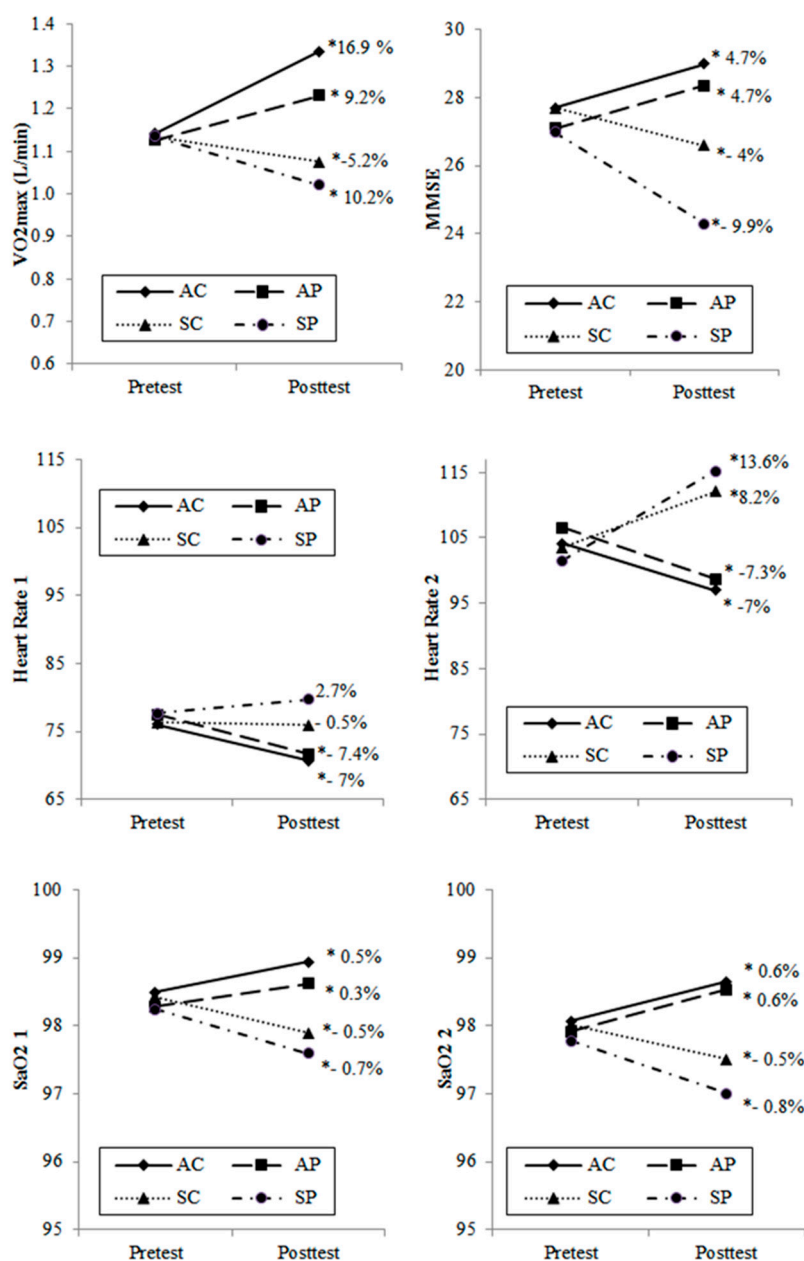 1.4
1.3
1.2
1.1
1.0
0.9
0.8
0.7
0.6
VO2max (L/min)
*16.9 %
* 9.2%
*-5.2%
* 10.2%
AC AP
SC SP
Pretest Posttest
30
28
26
24
22
20
MMSE
* 4.7%
* 4.7%
*- 4%
*- 9.9%
AC AP
SC SP
Pretest Posttest
115
105
95
85
75
65
Heart Rate 1
AC AP
SC SP
2.7%
- 0.5%
*- 7.4%
*- 7%
Pretest Posttest
115
105
95
85
75
65
Heart Rate 2
*13.6%
*8.2%
* -7.3%
* -7%
AC AP
SC SP
Pretest Posttest
100
99
98
97
96
95
SaO2 1
* 0.5%
* 0.3%
*- 0.5%
*- 0.7%
AC AP
SC SP
Pretest Posttest
100
99
98
97
96
95
SaO2 2
* 0.6%
* 0.6%
*- 0.5%
*- 0.8%
AC AP
SC SP
Pretest Posttest